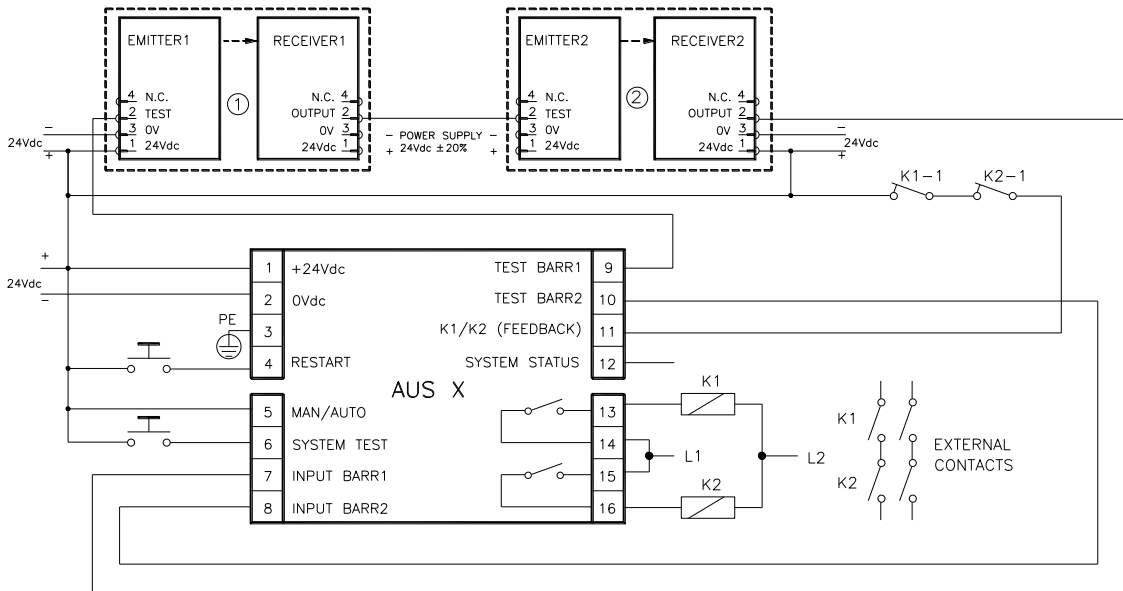 EMITTER1 RECEIVER1
4 N.C.
2 TEST
3 0V
1 24Vdc
1
N.C. 4
OUTPUT 2
0V 3
24Vdc 1
EMITTER2 RECEIVER2
4 N.C.
2 TEST
3 0V
1 24Vdc
2
N.C. 4
OUTPUT 2
0V 3
24Vdc 1
−
24Vdc
+
− POWER SUPPLY −
+ 24Vdc ±20% +
−
24Vdc
+
K1-1 K2-1
+
24Vdc
−
PE
1 +24Vdc
2 0Vdc
3
4 RESTART
TEST BARR1 9
TEST BARR2 10
K1/K2 (FEEDBACK) 11
SYSTEM STATUS 12
AUS X
5 MAN/AUTO
6 SYSTEM TEST
7 INPUT BARR1
8 INPUT BARR2
13
14
15
16
K1
L1
L2
K2
K1
K2
EXTERNAL
CONTACTS